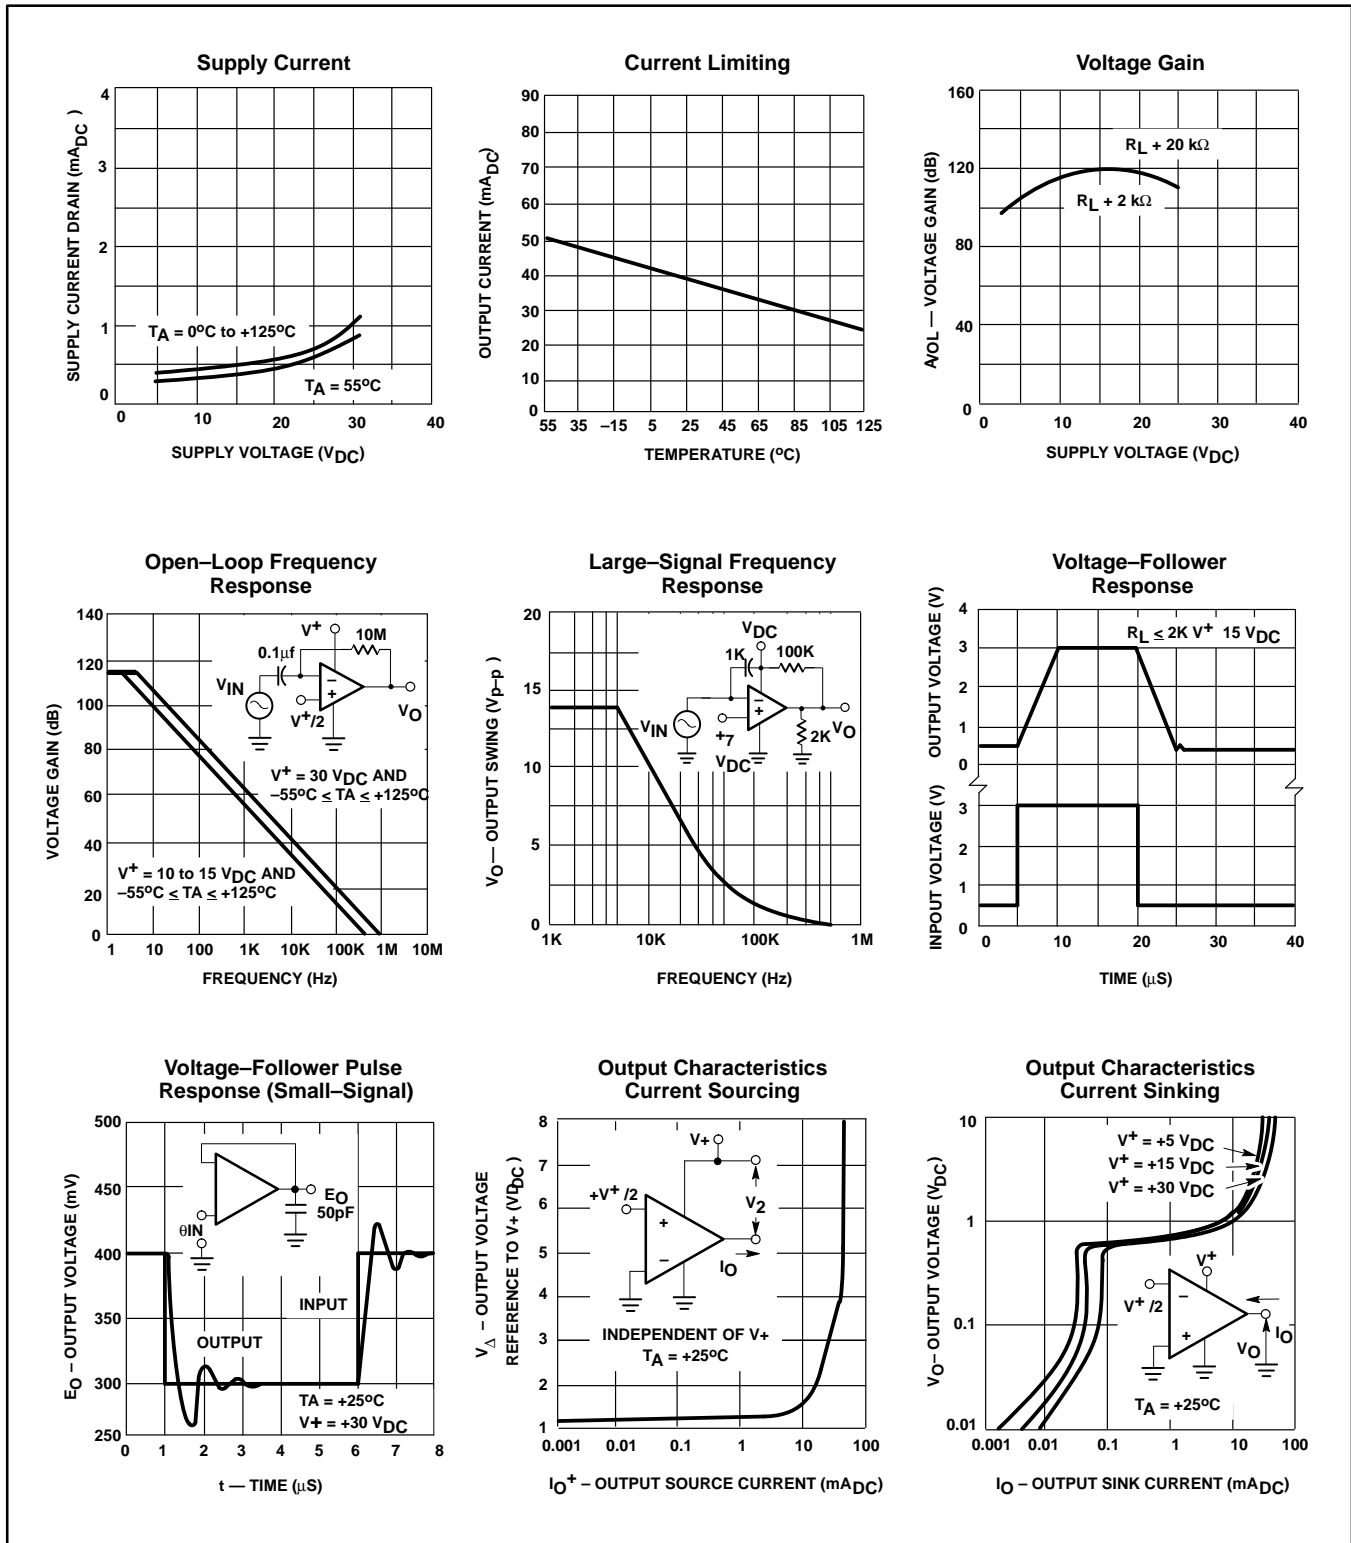 Supply Current
SUPPLY CURRENT DRAIN (mADC)
4
3
2
1
0
TA = 0°C to +125°C
TA = 55°C
0 10 20 30 40
SUPPLY VOLTAGE (VDC)
Current Limiting
OUTPUT CURRENT (mADC)
90
80
70
60
50
40
30
20
10
0
55 35 –15 5 25 45 65 85 105 125
TEMPERATURE (°C)
Voltage Gain
AVOL — VOLTAGE GAIN (dB)
160
120
80
40
0
RL + 20 kΩ
RL + 2 kΩ
0 10 20 30 40
SUPPLY VOLTAGE (VDC)
Open–Loop Frequency
Response
VOLTAGE GAIN (dB)
140
120
100
80
60
40
20
0
V+
10M
0.1µf
VIN
–
+
V+/2
VO
V+ = 30 VDC AND
–55°C ≤ TA ≤ +125°C
V+ = 10 to 15 VDC AND
–55°C ≤ TA ≤ +125°C
1 10 100 1K 10K 100K 1M 10M
FREQUENCY (Hz)
Large–Signal Frequency
Response
VO — OUTPUT SWING (Vp–p)
20
15
10
5
0
VDC
1K
100K
VIN
–
+
+7
VDC
2K
VO
1K 10K 100K 1M
FREQUENCY (Hz)
Voltage–Follower
Response
OUTPUT VOLTAGE (V)
4
3
2
1
0
RL ≤ 2K V+ 15 VDC
INPOUT VOLTAGE (V)
3
2
1
0
0 10 20 30 40
TIME (µS)
Voltage–Follower Pulse
Response (Small–Signal)
EO – OUTPUT VOLTAGE (mV)
500
450
400
350
300
250
EO
50pF
θIN
INPUT
OUTPUT
TA = +25°C
V+ = +30 VDC
0 1 2 3 4 5 6 7 8
t — TIME (µS)
Output Characteristics
Current Sourcing
V∆ – OUTPUT VOLTAGE
REFERENCE TO V+ (VDDC)
8
7
6
5
4
3
2
1
V+
+V+ /2
V2
+
–
IO
INDEPENDENT OF V+
TA = +25°C
0.001 0.01 0.1 1 10 100
IO+ – OUTPUT SOURCE CURRENT (mADC)
Output Characteristics
Current Sinking
VO – OUTPUT VOLTAGE (VDC)
10
1
0.1
0.01
V+ = +5 VDC
V+ = +15 VDC
V+ = +30 VDC
V+
–
V+ /2
+
IO
VO
TA = +25°C
0.001 0.01 0.1 1 10 100
IO – OUTPUT SINK CURRENT (mADC)